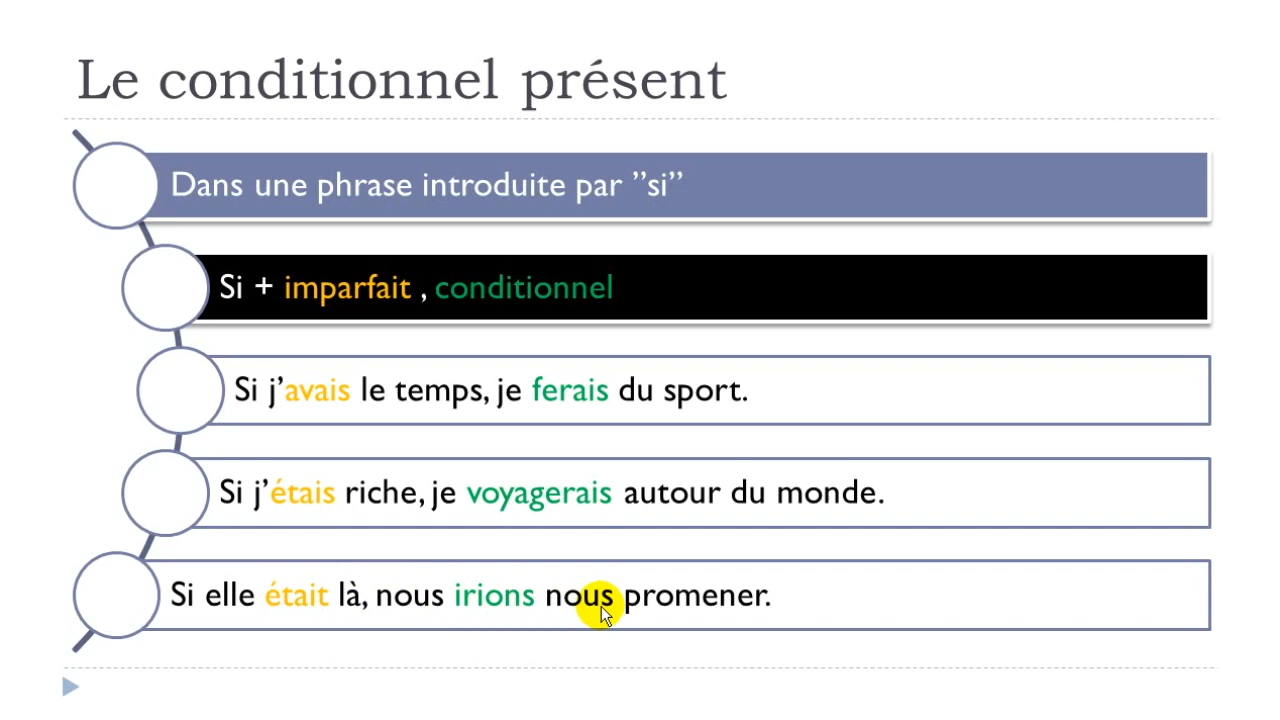 Le conditionnel présent
Dans une phrase introduite par ”si”
Si + imparfait , conditionnel
Si j’avais le temps, je ferais du sport.
Si j’étais riche, je voyagerais autour du monde.
Si elle était là, nous irions nous promener.